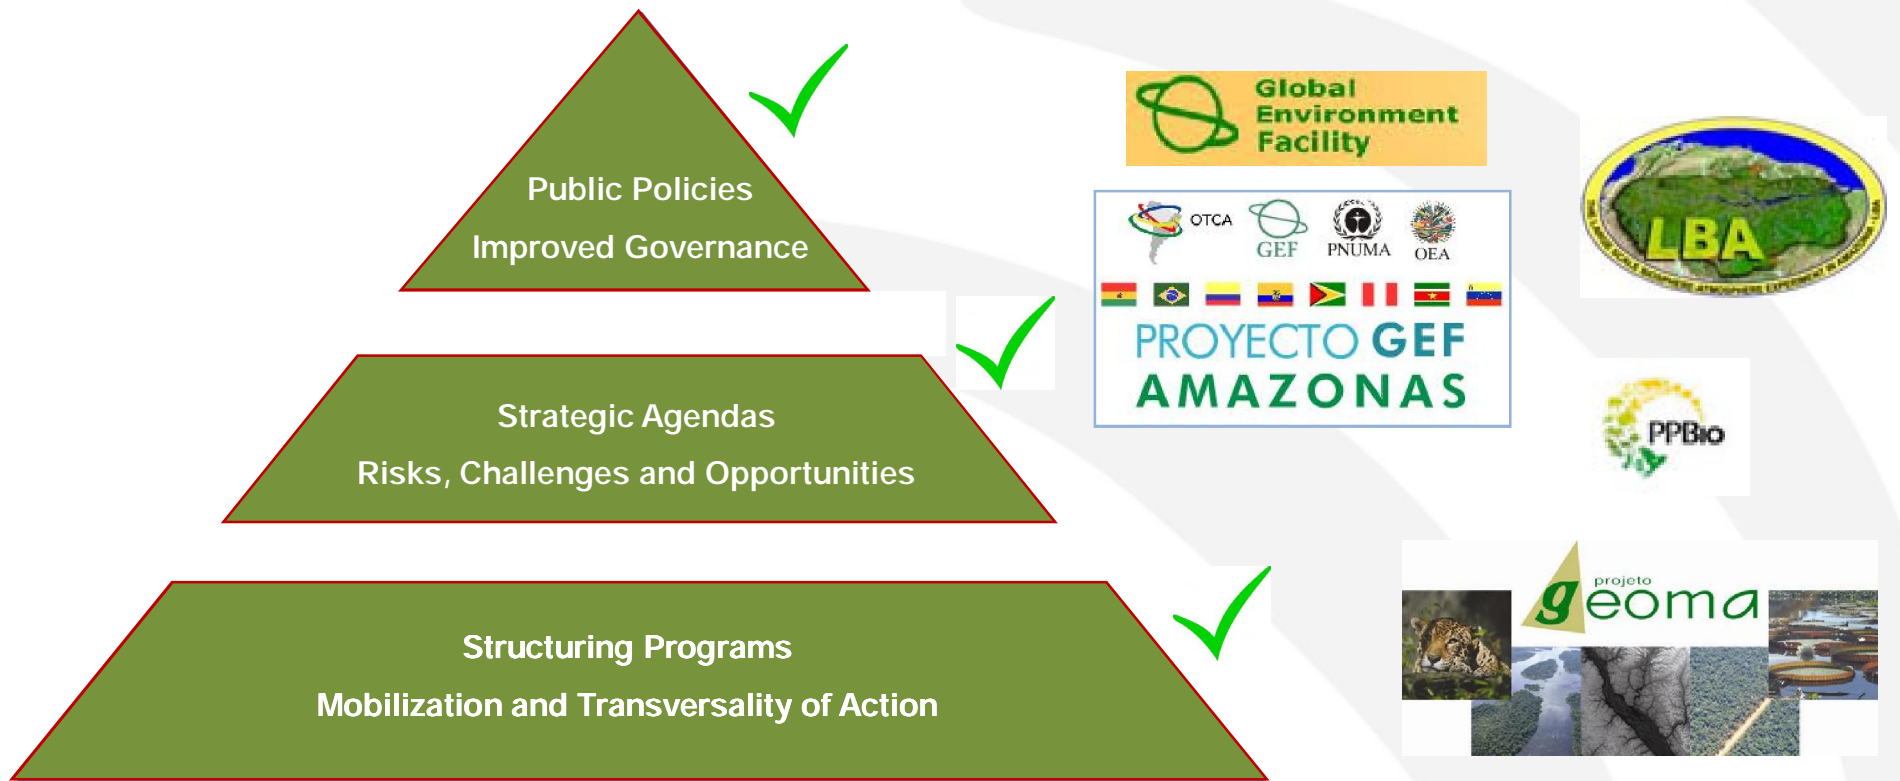 Public Policies
Improved Governance
Strategic Agendas
Risks, Challenges and Opportunities
Structuring Programs
Mobilization and Transversality of Action
Global
Environment
Facility
OTCA
GEF
PNUMA
OEA
PROYECTO GEF
AMAZONAS
LBA
PPBio
projeto
geoma